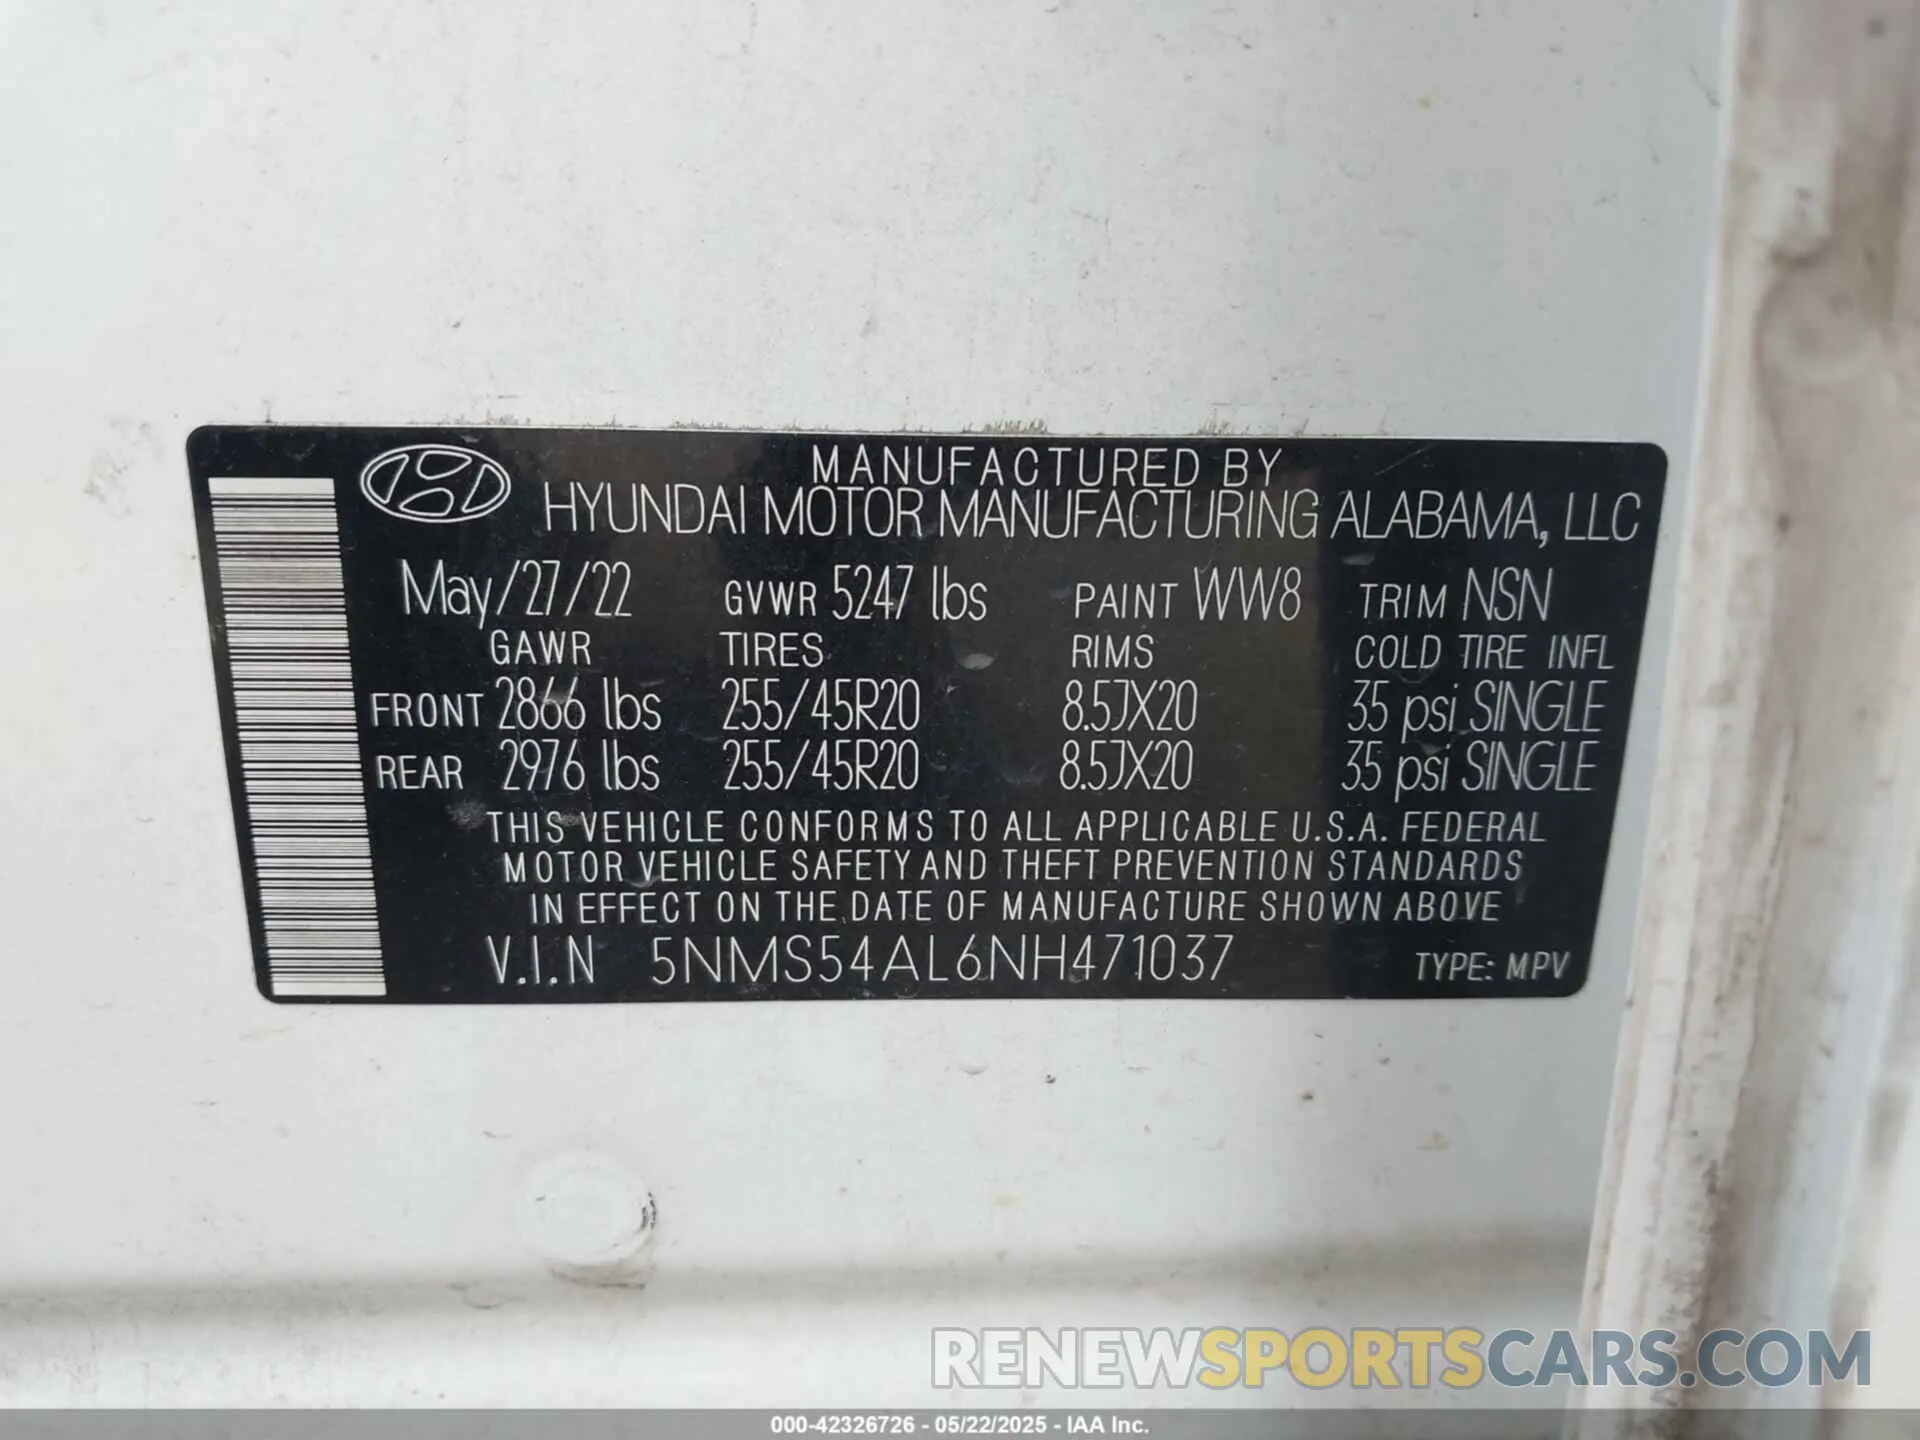 MANUFACTURED BY
HYUNDAI MOTOR MANUFACTURING ALABAMA, LLC
May/27/22 GVWR 5247 lbs PAINT WW8 TRIM NSN
GAWR TIRES RIMS COLD TIRE INFL
FRONT 2866 lbs 255/45R20 8.5JX20 35 psi SINGLE
REAR 2976 lbs 255/45R20 8.5JX20 35 psi SINGLE
THIS VEHICLE CONFORMS TO ALL APPLICABLE U.S.A. FEDERAL
MOTOR VEHICLE SAFETY AND THEFT PREVENTION STANDARDS
IN EFFECT ON THE DATE OF MANUFACTURE SHOWN ABOVE
V.I.N 5NMS54AL6NH471037 TYPE: MPV
RENEWSPORTSCARS.COM
000-42326726 - 05/22/2025 - IAA Inc.